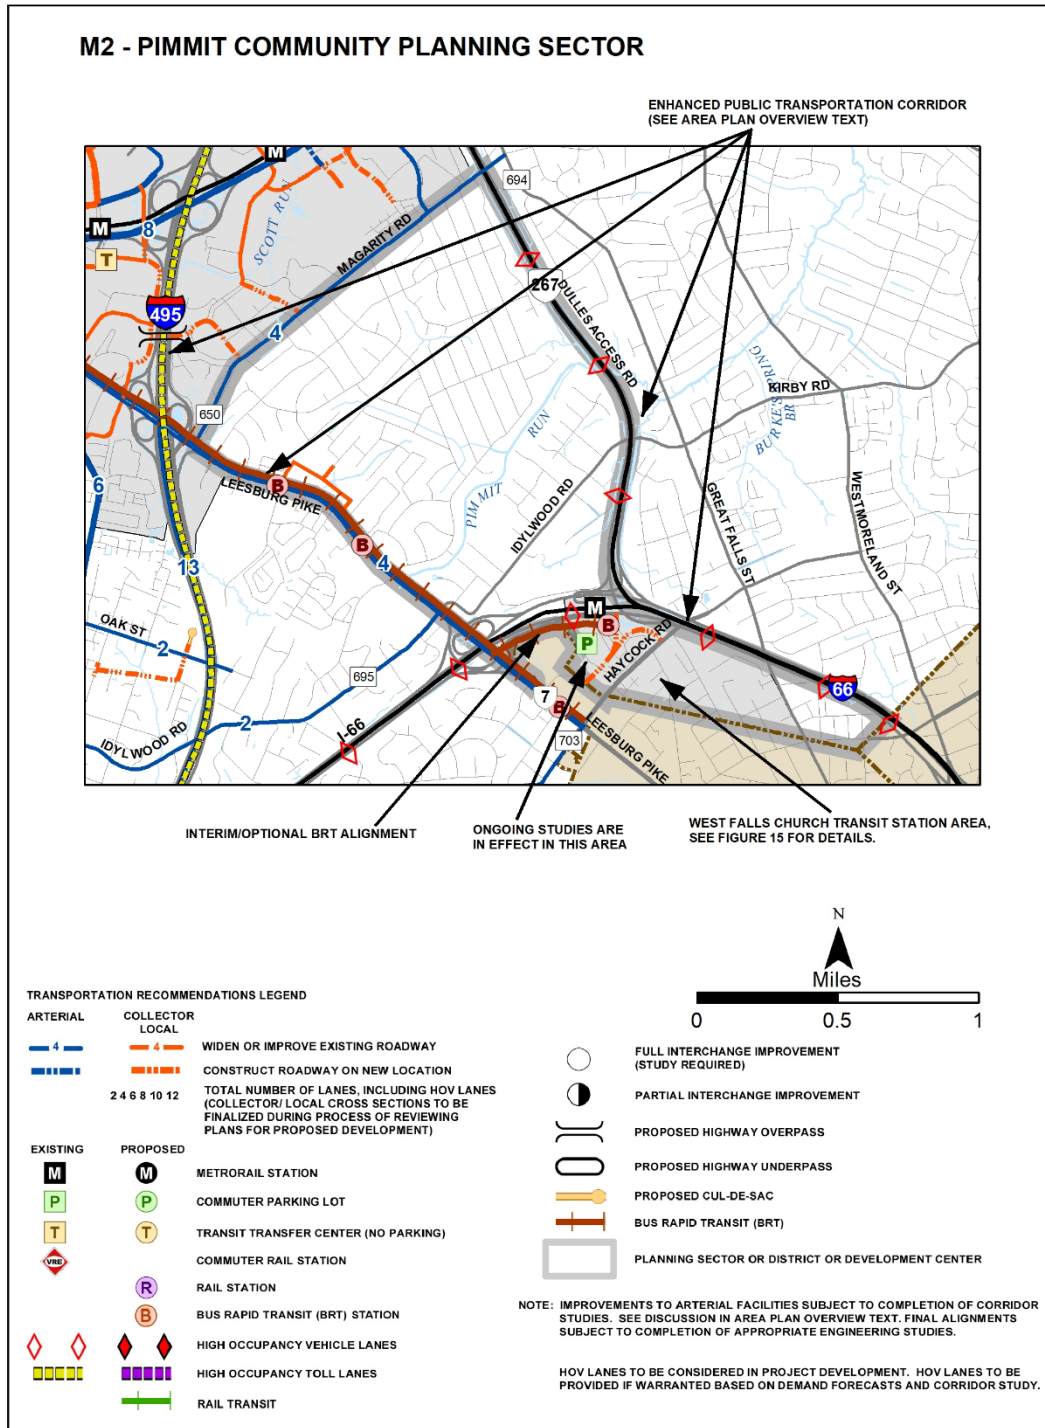 M2 - PIMMIT COMMUNITY PLANNING SECTOR
ENHANCED PUBLIC TRANSPORTATION CORRIDOR
(SEE AREA PLAN OVERVIEW TEXT)
M
694
SCOTT RUN
M
8
MAGARITY RD
T
267
DULLES ACCESS RD
495
4
BURKE'S SPRING
BR
KIRBY RD
650
RUN
6
B
LEESBURG PIKE
PIMMIT
IDYLWOOD RD
GREAT FALLS ST
WESTMORELAND ST
B
4
13
M
B
OAK ST
2
P
HAYCOCK RD
695
66
7
B
2
IDYLWOOD RD
I-66
703
LEESBURG PIKE
INTERIM/OPTIONAL BRT ALIGNMENT
ONGOING STUDIES ARE
IN EFFECT IN THIS AREA
WEST FALLS CHURCH TRANSIT STATION AREA,
SEE FIGURE 15 FOR DETAILS.
N
Miles
0 0.5 1
TRANSPORTATION RECOMMENDATIONS LEGEND
ARTERIAL COLLECTOR
LOCAL
4 4 WIDEN OR IMPROVE EXISTING ROADWAY
CONSTRUCT ROADWAY ON NEW LOCATION
2 4 6 8 10 12 TOTAL NUMBER OF LANES, INCLUDING HOV LANES
(COLLECTOR/ LOCAL CROSS SECTIONS TO BE
FINALIZED DURING PROCESS OF REVIEWING
PLANS FOR PROPOSED DEVELOPMENT)
EXISTING PROPOSED
M M METRORAIL STATION
P P COMMUTER PARKING LOT
T T TRANSIT TRANSFER CENTER (NO PARKING)
VRE COMMUTER RAIL STATION
R RAIL STATION
B BUS RAPID TRANSIT (BRT) STATION
HIGH OCCUPANCY VEHICLE LANES
HIGH OCCUPANCY TOLL LANES
RAIL TRANSIT
FULL INTERCHANGE IMPROVEMENT
(STUDY REQUIRED)
PARTIAL INTERCHANGE IMPROVEMENT
PROPOSED HIGHWAY OVERPASS
PROPOSED HIGHWAY UNDERPASS
PROPOSED CUL-DE-SAC
BUS RAPID TRANSIT (BRT)
PLANNING SECTOR OR DISTRICT OR DEVELOPMENT CENTER
NOTE: IMPROVEMENTS TO ARTERIAL FACILITIES SUBJECT TO COMPLETION OF CORRIDOR
STUDIES. SEE DISCUSSION IN AREA PLAN OVERVIEW TEXT. FINAL ALIGNMENTS
SUBJECT TO COMPLETION OF APPROPRIATE ENGINEERING STUDIES.
HOV LANES TO BE CONSIDERED IN PROJECT DEVELOPMENT. HOV LANES TO BE
PROVIDED IF WARRANTED BASED ON DEMAND FORECASTS AND CORRIDOR STUDY.